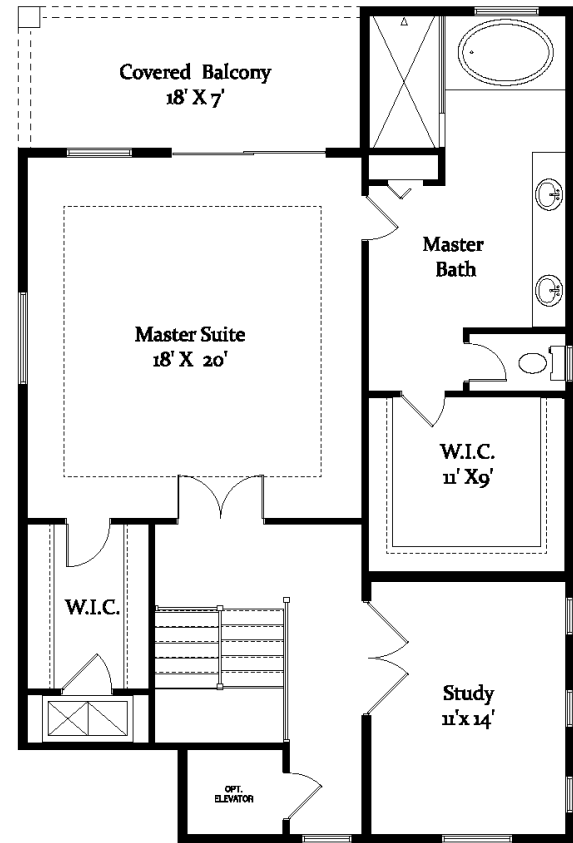 Covered Balcony
18' X 7'
Master
Bath
Master Suite
18' X 20'
W.I.C.
11' X9'
W.I.C.
Study
11'x 14'
OPT.
ELEVATOR